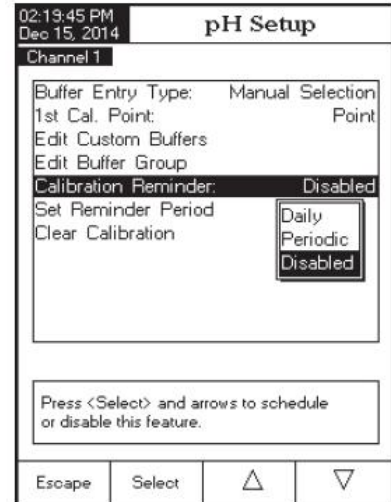 02:19:45 PM
Dec 15, 2014
pH Setup
Channel 1
Buffer Entry Type: Manual Selection
1st Cal. Point: Point
Edit Custom Buffers
Edit Buffer Group
Calibration Reminder: Disabled
Set Reminder Period
Clear Calibration
Daily
Periodic
Disabled
Press <Select> and arrows to schedule
or disable this feature.
Escape Select △ ▽